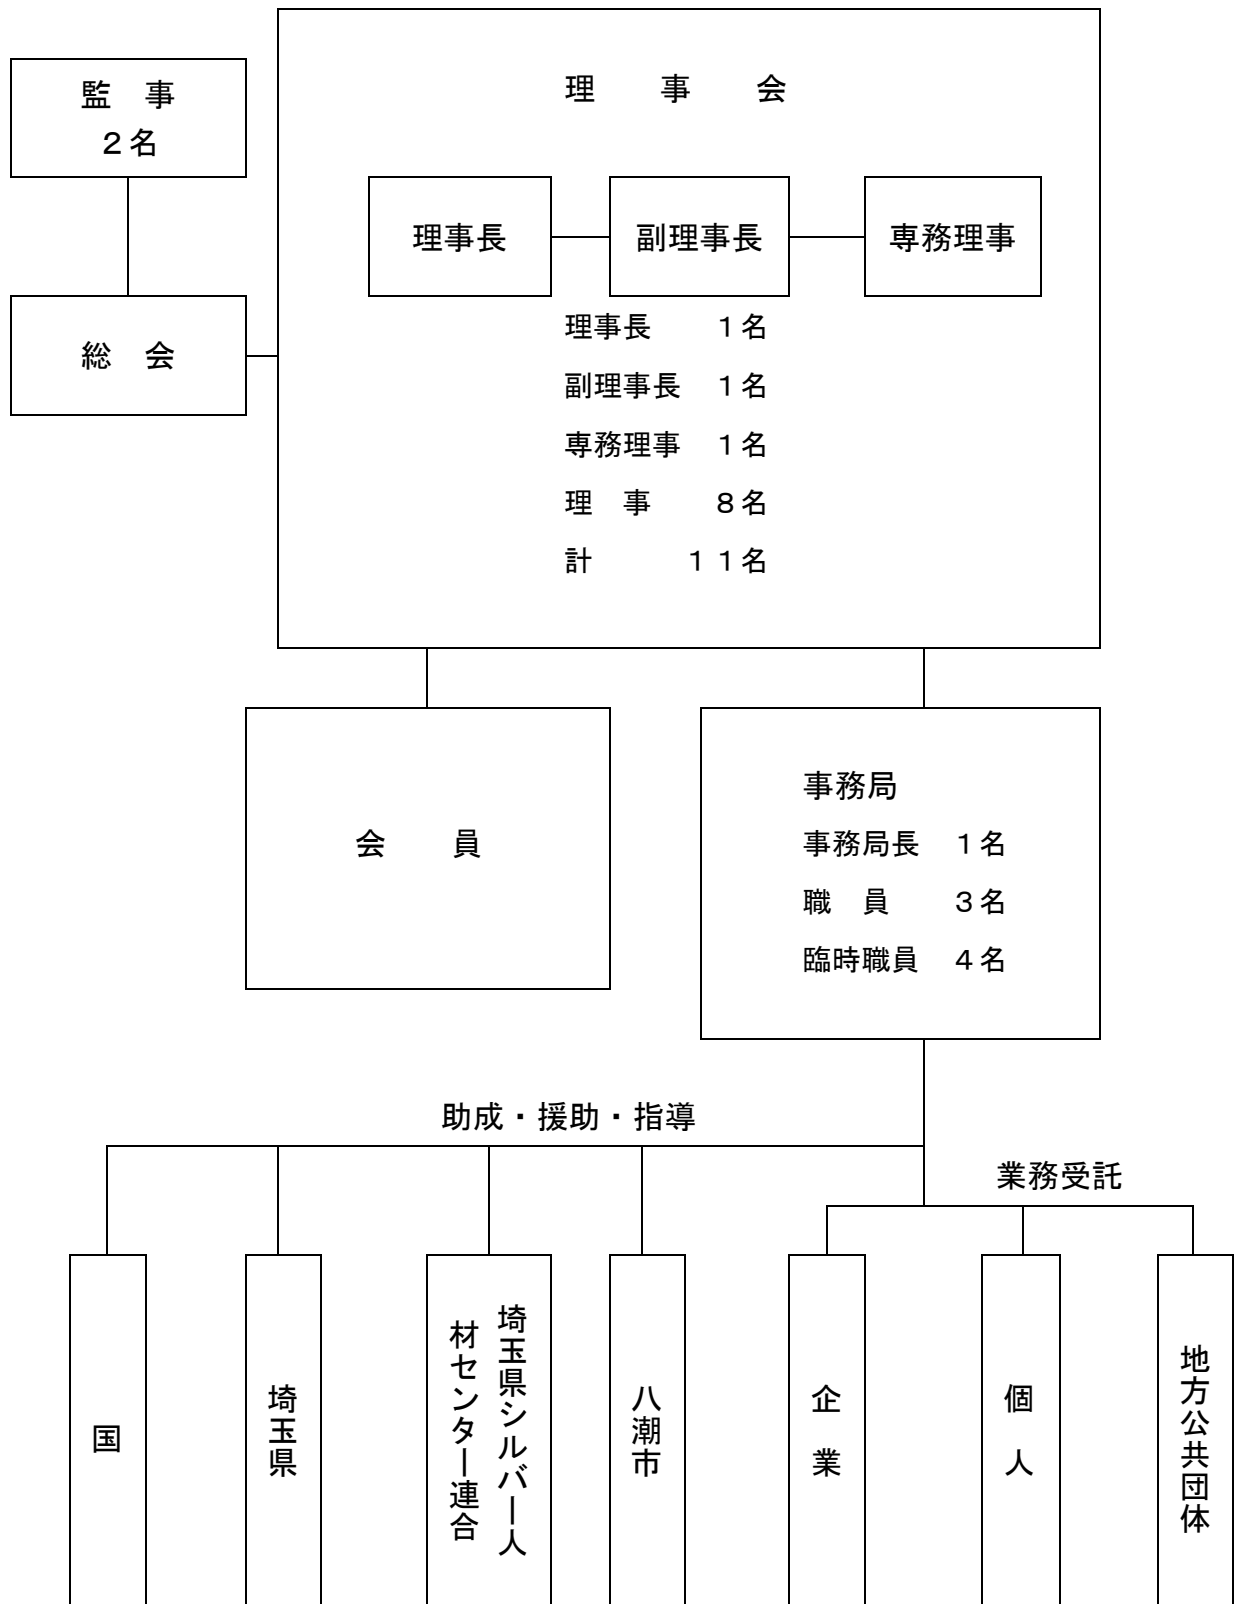 監　事
２名
総　会
理　　事　　会
理事長
副理事長
専務理事
理事長　　１名
副理事長　１名
専務理事　１名
理　事　　８名
計　　　１１名
会　　員
事務局
事務局長　１名
職　員　　３名
臨時職員　４名
助成・援助・指導
業務受託
国
埼玉県
埼玉県シルバー人
材センター連合
八潮市
企　業
個　人
地方公共団体